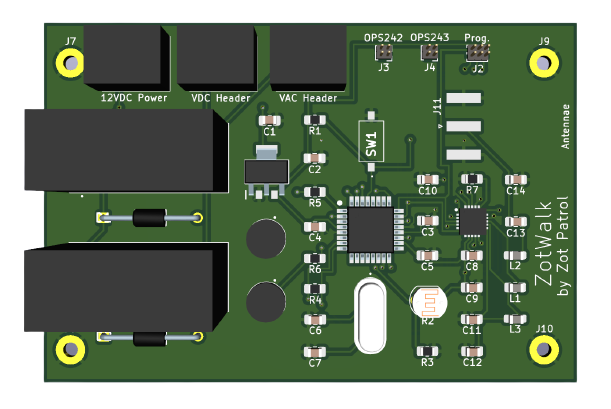 J7
OPS242
OPS243
Prog.
J9
J3
J4
J2
12VDC Power
VDC Header
VAC Header
J11
C1
R1
SW1
Antennae
C2
C10
R7
C14
R5
C4
C3
C13
R6
C5
C8
L2
R4
C9
L1
R2
C6
C11
L3
C7
R3
C12
J10
ZotWalk
by Zot Patrol